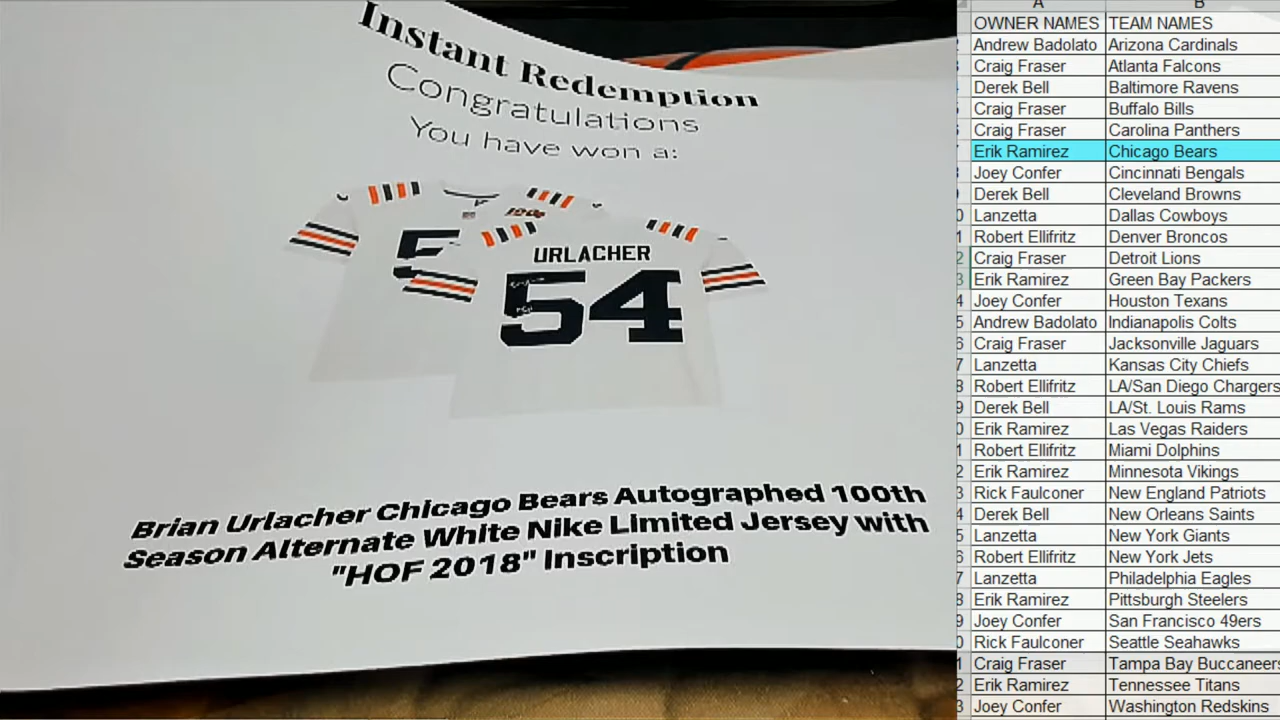 Instant Redemption
Congratulations
You have won a:
URLACHER
54
Brian Urlacher Chicago Bears Autographed 100th
Season Alternate White Nike Limited Jersey with
"HOF 2018" Inscription
A B
OWNER NAMES TEAM NAMES
Andrew Badolato Arizona Cardinals
Craig Fraser Atlanta Falcons
Derek Bell Baltimore Ravens
Craig Fraser Buffalo Bills
Craig Fraser Carolina Panthers
Erik Ramirez Chicago Bears
Joey Confer Cincinnati Bengals
Derek Bell Cleveland Browns
Lanzetta Dallas Cowboys
Robert Ellifritz Denver Broncos
Craig Fraser Detroit Lions
Erik Ramirez Green Bay Packers
Joey Confer Houston Texans
Andrew Badolato Indianapolis Colts
Craig Fraser Jacksonville Jaguars
Lanzetta Kansas City Chiefs
Robert Ellifritz LA/San Diego Chargers
Derek Bell LA/St. Louis Rams
Erik Ramirez Las Vegas Raiders
Robert Ellifritz Miami Dolphins
Erik Ramirez Minnesota Vikings
Rick Faulconer New England Patriots
Derek Bell New Orleans Saints
Lanzetta New York Giants
Robert Ellifritz New York Jets
Lanzetta Philadelphia Eagles
Erik Ramirez Pittsburgh Steelers
Joey Confer San Francisco 49ers
Rick Faulconer Seattle Seahawks
Craig Fraser Tampa Bay Buccaneers
Erik Ramirez Tennessee Titans
Joey Confer Washington Redskins